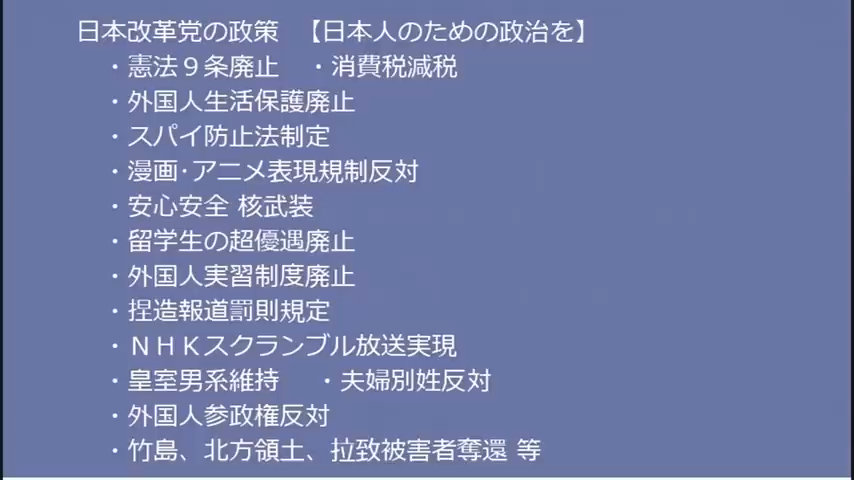 日本改革党の政策　【日本人のための政治を】
・憲法９条廃止　・消費税減税
・外国人生活保護廃止
・スパイ防止法制定
・漫画･アニメ表現規制反対
・安心安全 核武装
・留学生の超優遇廃止
・外国人実習制度廃止
・捏造報道罰則規定
・ＮＨＫスクランブル放送実現
・皇室男系維持　・夫婦別姓反対
・外国人参政権反対
・竹島、北方領土、拉致被害者奪還 等